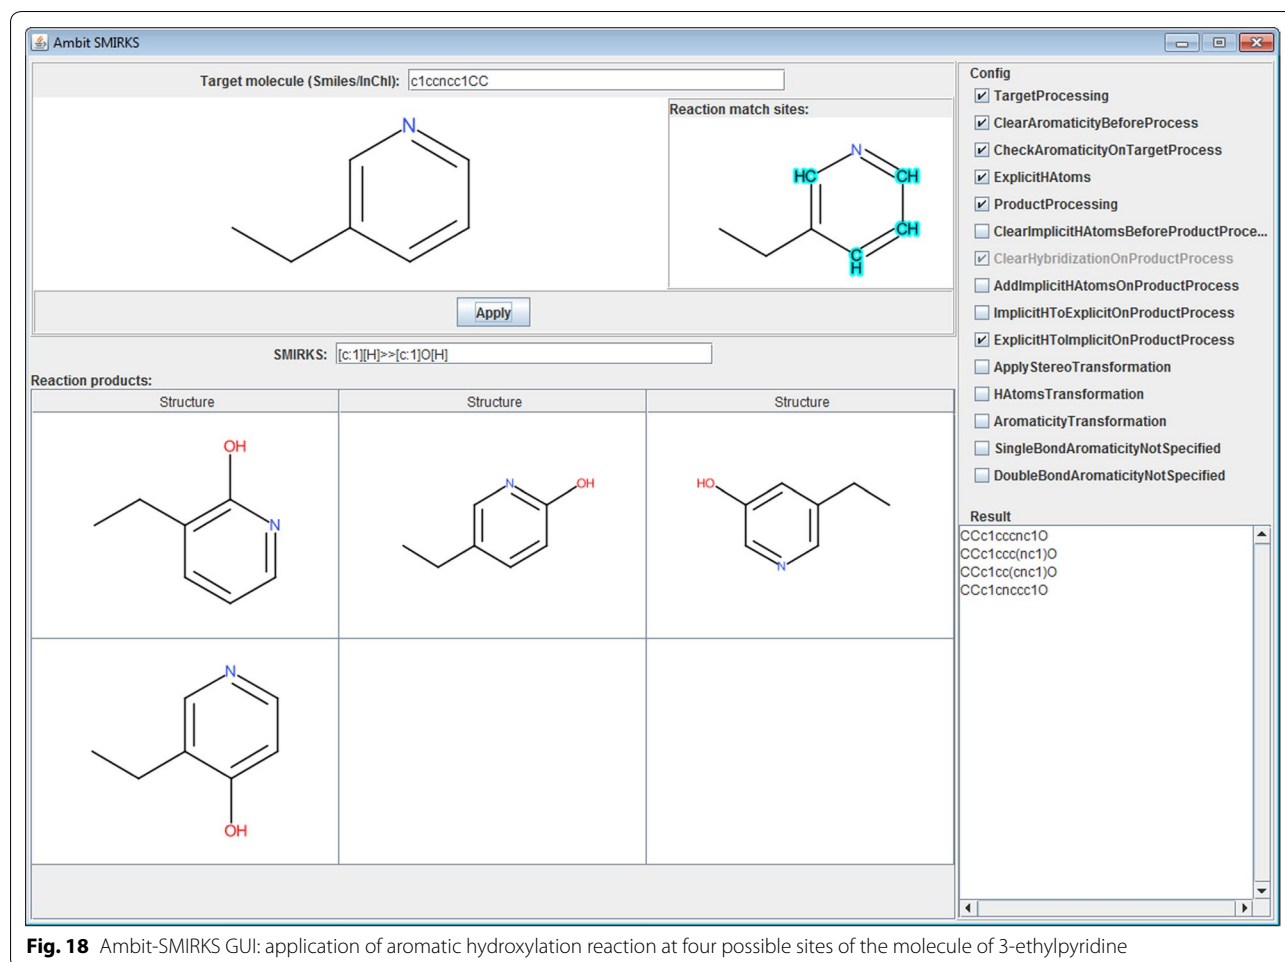 Ambit SMIRKS
Target molecule (Smiles/InChI): c1ccncc1CC
Reaction match sites:
N
N
HC
CH
CH
C
H
Apply
SMIRKS: [c:1][H]>>[c:1]O[H]
Reaction products:
Structure Structure Structure
OH
N
N
OH
HO
N
N
OH
Config
TargetProcessing
ClearAromaticityBeforeProcess
CheckAromaticityOnTargetProcess
ExplicitHAtoms
ProductProcessing
ClearImplicitHAtomsBeforeProductProce...
ClearHybridizationOnProductProcess
AddImplicitHAtomsOnProductProcess
ImplicitHToExplicitOnProductProcess
ExplicitHToImplicitOnProductProcess
ApplyStereoTransformation
HAtomsTransformation
AromaticityTransformation
SingleBondAromaticityNotSpecified
DoubleBondAromaticityNotSpecified
Result
CCc1cccnc1O
CCc1ccc(nc1)O
CCc1cc(cnc1)O
CCc1cnccc1O
Fig. 18 Ambit-SMIRKS GUI: application of aromatic hydroxylation reaction at four possible sites of the molecule of 3-ethylpyridine